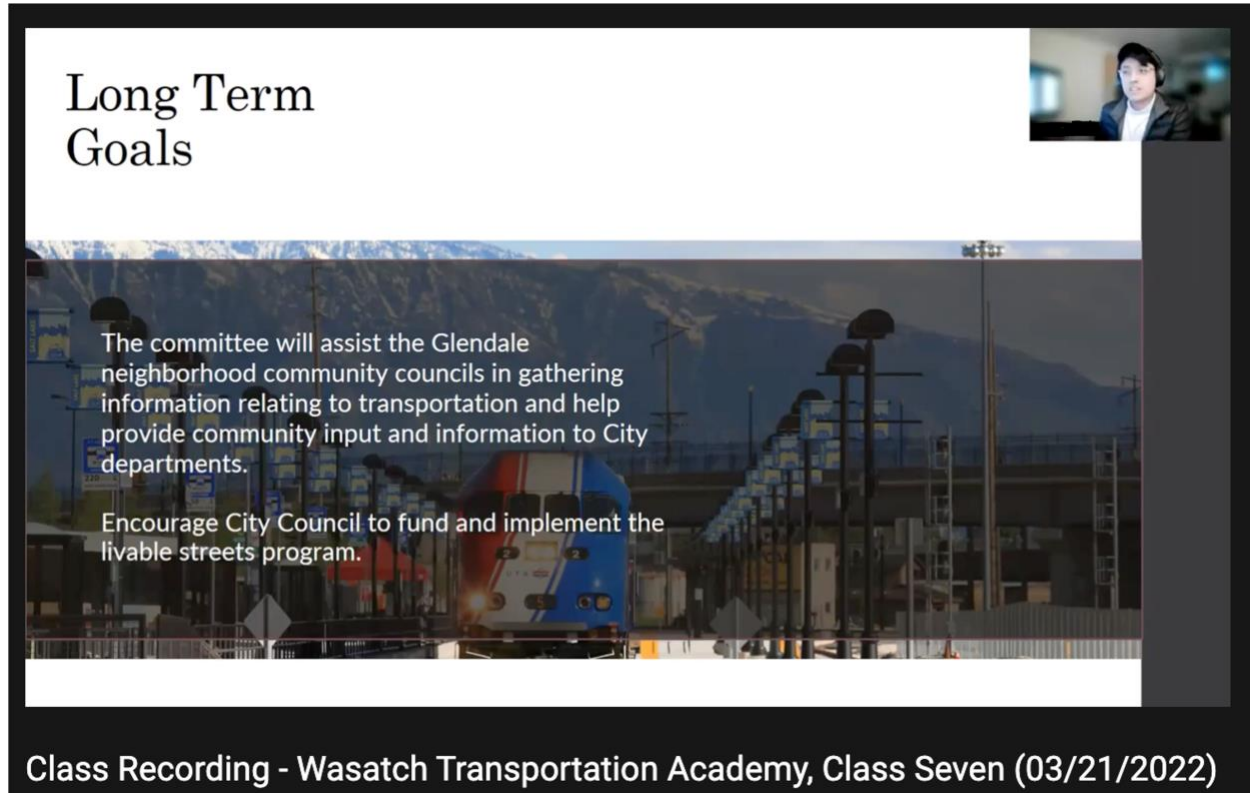 Long Term
Goals
The committee will assist the Glendale
neighborhood community councils in gathering
information relating to transportation and help
provide community input and information to City
departments.
Encourage City Council to fund and implement the
livable streets program.
Class Recording - Wasatch Transportation Academy, Class Seven (03/21/2022)